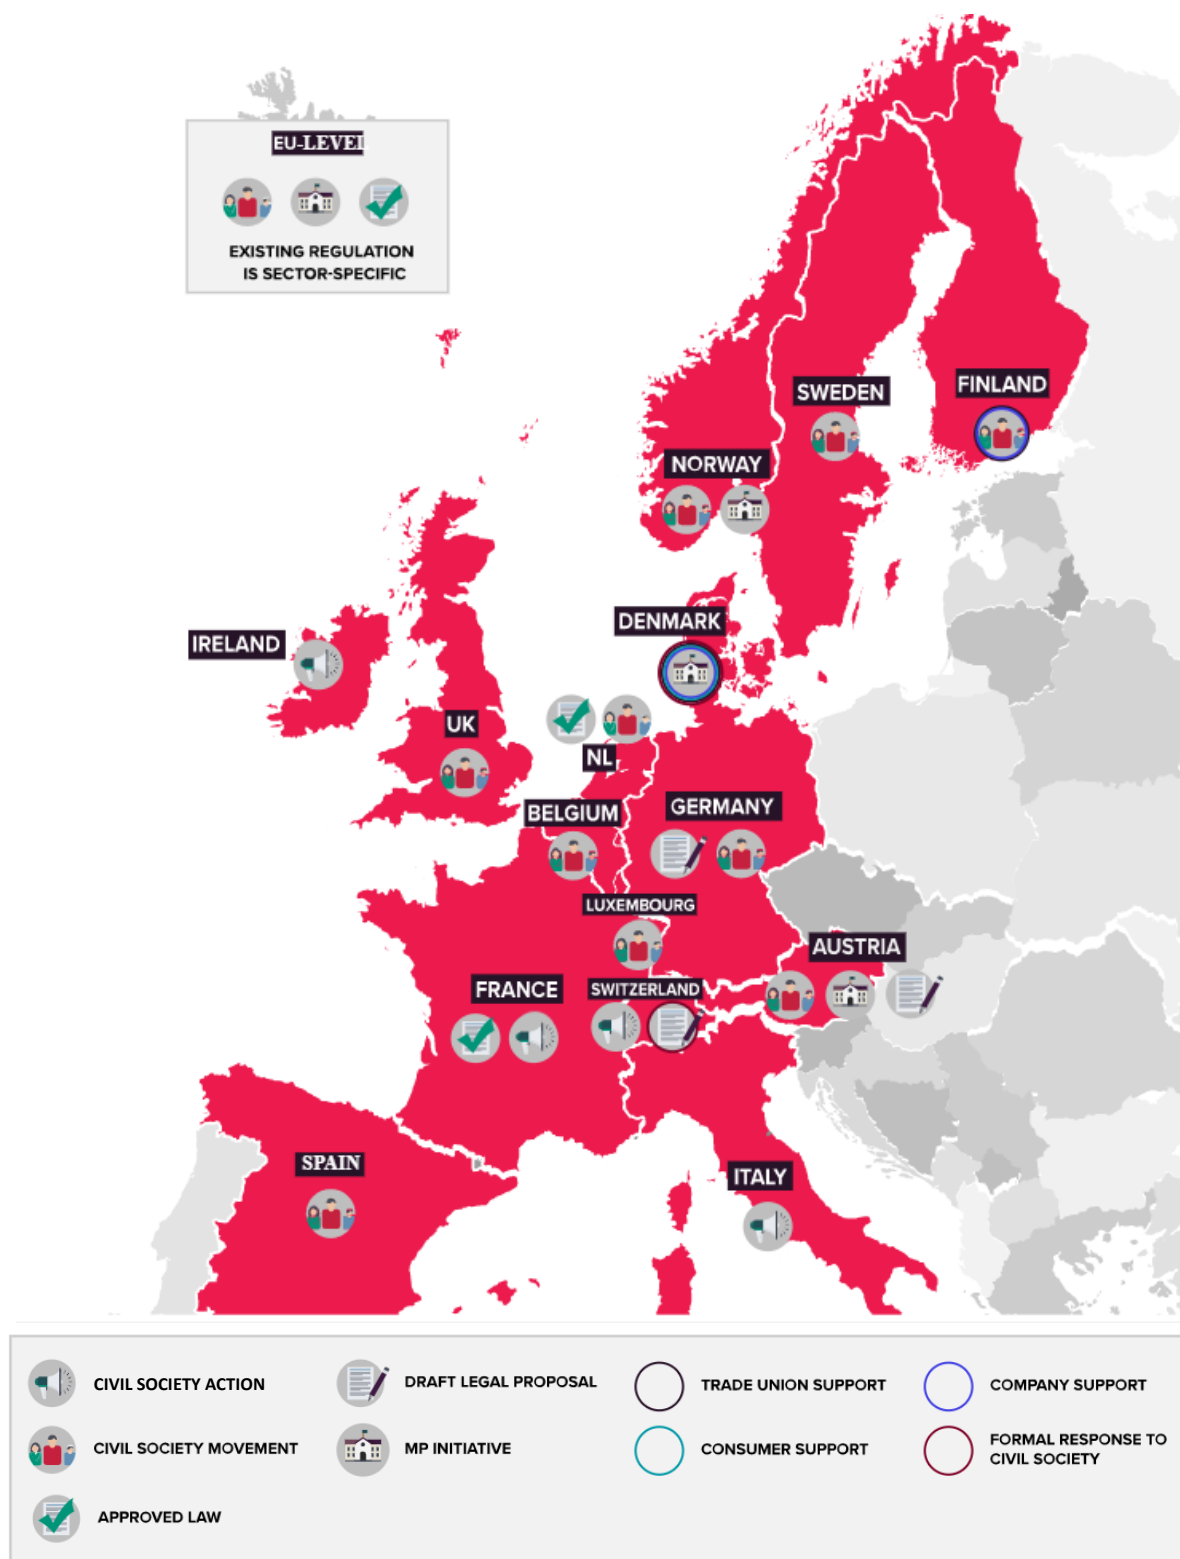 EU-LEVEL
EXISTING REGULATION
IS SECTOR-SPECIFIC
SWEDEN
FINLAND
NORWAY
DENMARK
IRELAND
UK
NL
BELGIUM
GERMANY
LUXEMBOURG
AUSTRIA
FRANCE
SWITZERLAND
SPAIN
ITALY
CIVIL SOCIETY ACTION
DRAFT LEGAL PROPOSAL
TRADE UNION SUPPORT
COMPANY SUPPORT
CIVIL SOCIETY MOVEMENT
MP INITIATIVE
CONSUMER SUPPORT
FORMAL RESPONSE TO
CIVIL SOCIETY
APPROVED LAW